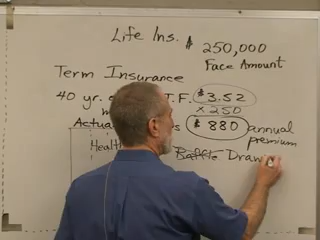 Life Ins. $ 250,000
Face Amount
Term Insurance
40 yr. T.F. $3.52
x 250
Actua $ 880 annual
premium
Health Raffle Draw